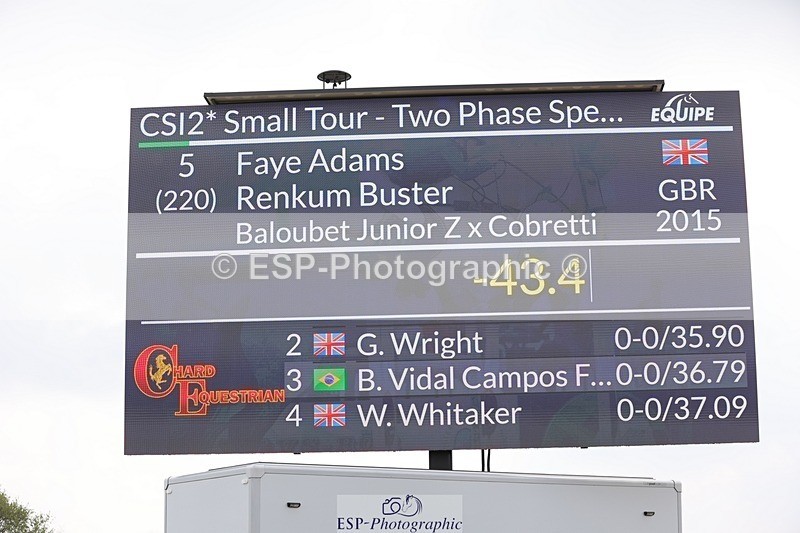 CSI2* Small Tour - Two Phase Spe...
EQUIPE
5 Faye Adams
(220) Renkum Buster GBR
Baloubet Junior Z x Cobretti 2015
© ESP-Photographic ©
-43.4
2 G. Wright 0-0/35.90
3 B. Vidal Campos F... 0-0/36.79
4 W. Whitaker 0-0/37.09
CHARD
EQUESTRIAN
ESP-Photographic